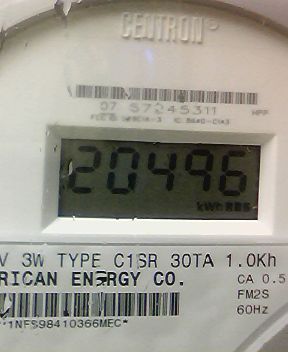 CENTRON®
07 57245311 HPP
20496
kWh
V 3W TYPE C1SR 30TA 1.0Kh
RICAN ENERGY CO. CA 0.5
FM2S
*1NFS98410366MEC* 60Hz